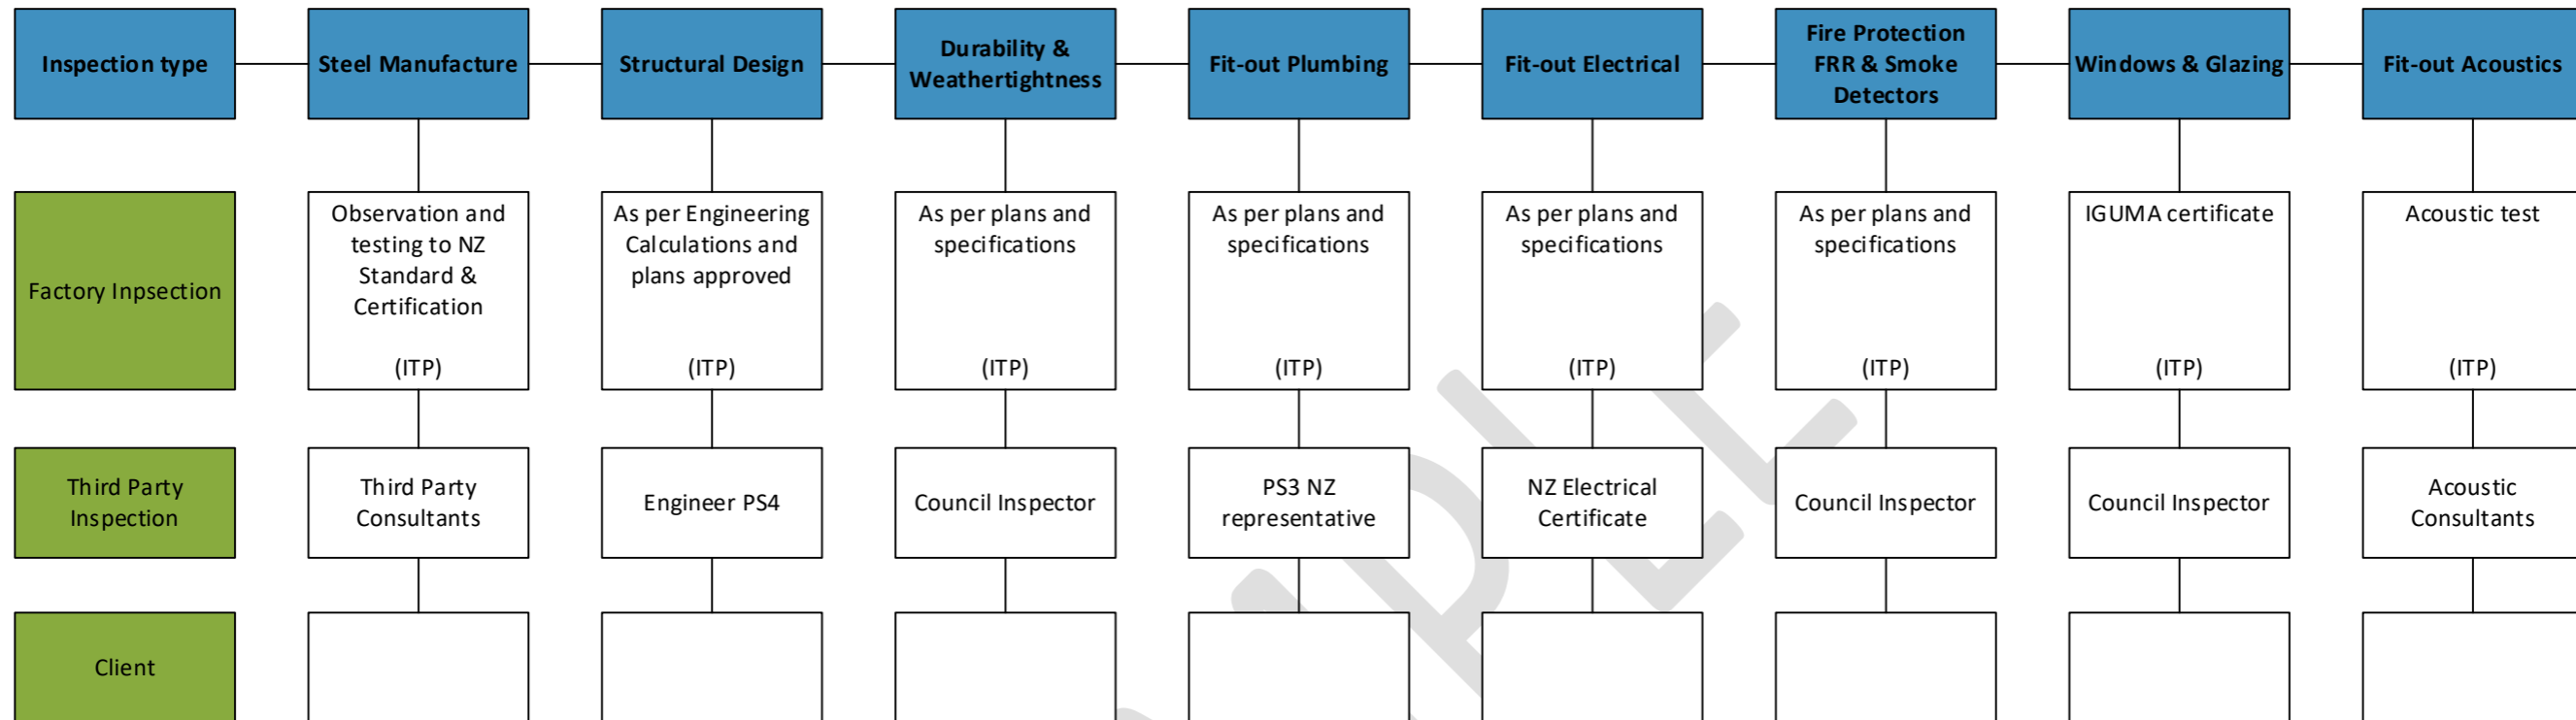 Inspection type
Steel Manufacture
Structural Design
Durability &
Weathertightness
Fit-out Plumbing
Fit-out Electrical
Fire Protection
FRR & Smoke
Detectors
Windows & Glazing
Fit-out Acoustics
Factory Inpsection
Observation and
testing to NZ
Standard &
Certification
(ITP)
As per Engineering
Calculations and
plans approved
(ITP)
As per plans and
specifications
(ITP)
As per plans and
specifications
(ITP)
As per plans and
specifications
(ITP)
As per plans and
specifications
(ITP)
IGUMA certificate
(ITP)
Acoustic test
(ITP)
Third Party
Inspection
Third Party
Consultants
Engineer PS4
Council Inspector
PS3 NZ
representative
NZ Electrical
Certificate
Council Inspector
Council Inspector
Acoustic
Consultants
Client